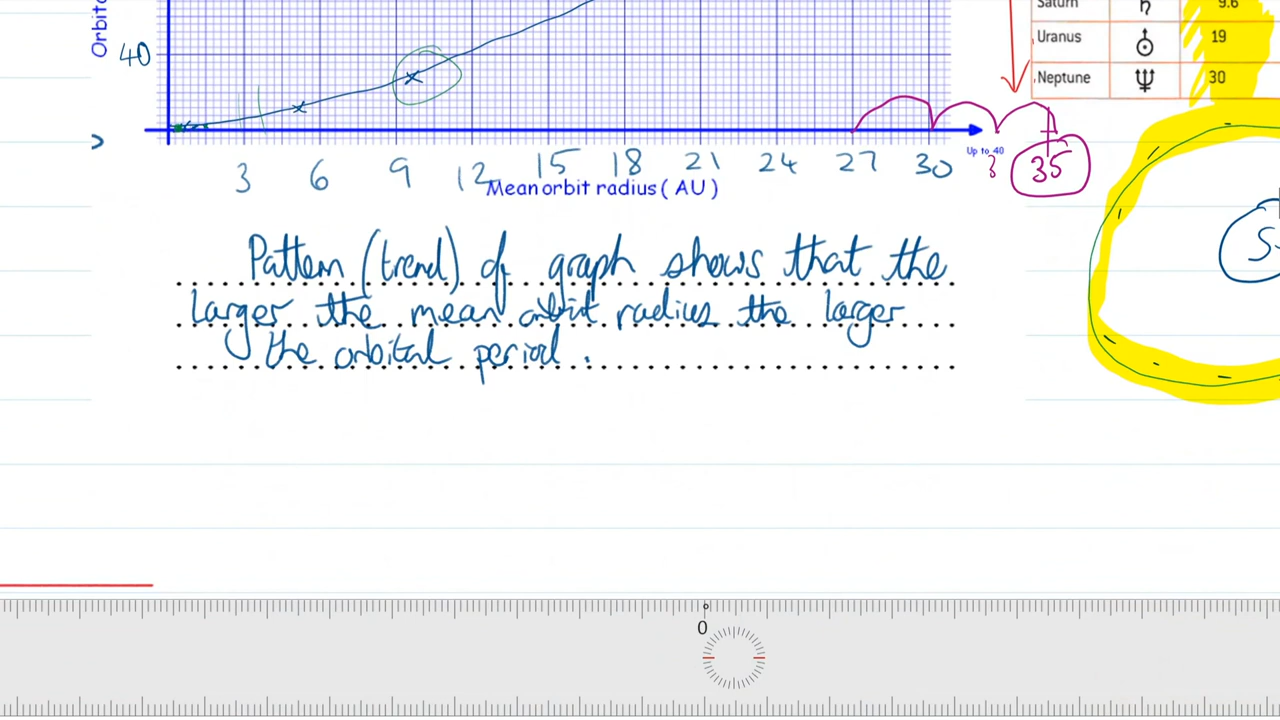 Orbit
40
Saturn ♄ 9.6
Uranus ⛢ 19
Neptune ♆ 30
3 6 9 12 15 18 21 24 27 30 35
Up to 40
Mean orbit radius ( AU )
S
Pattern (trend) of graph shows that the
larger the mean orbit radius the larger
the orbital period .
0